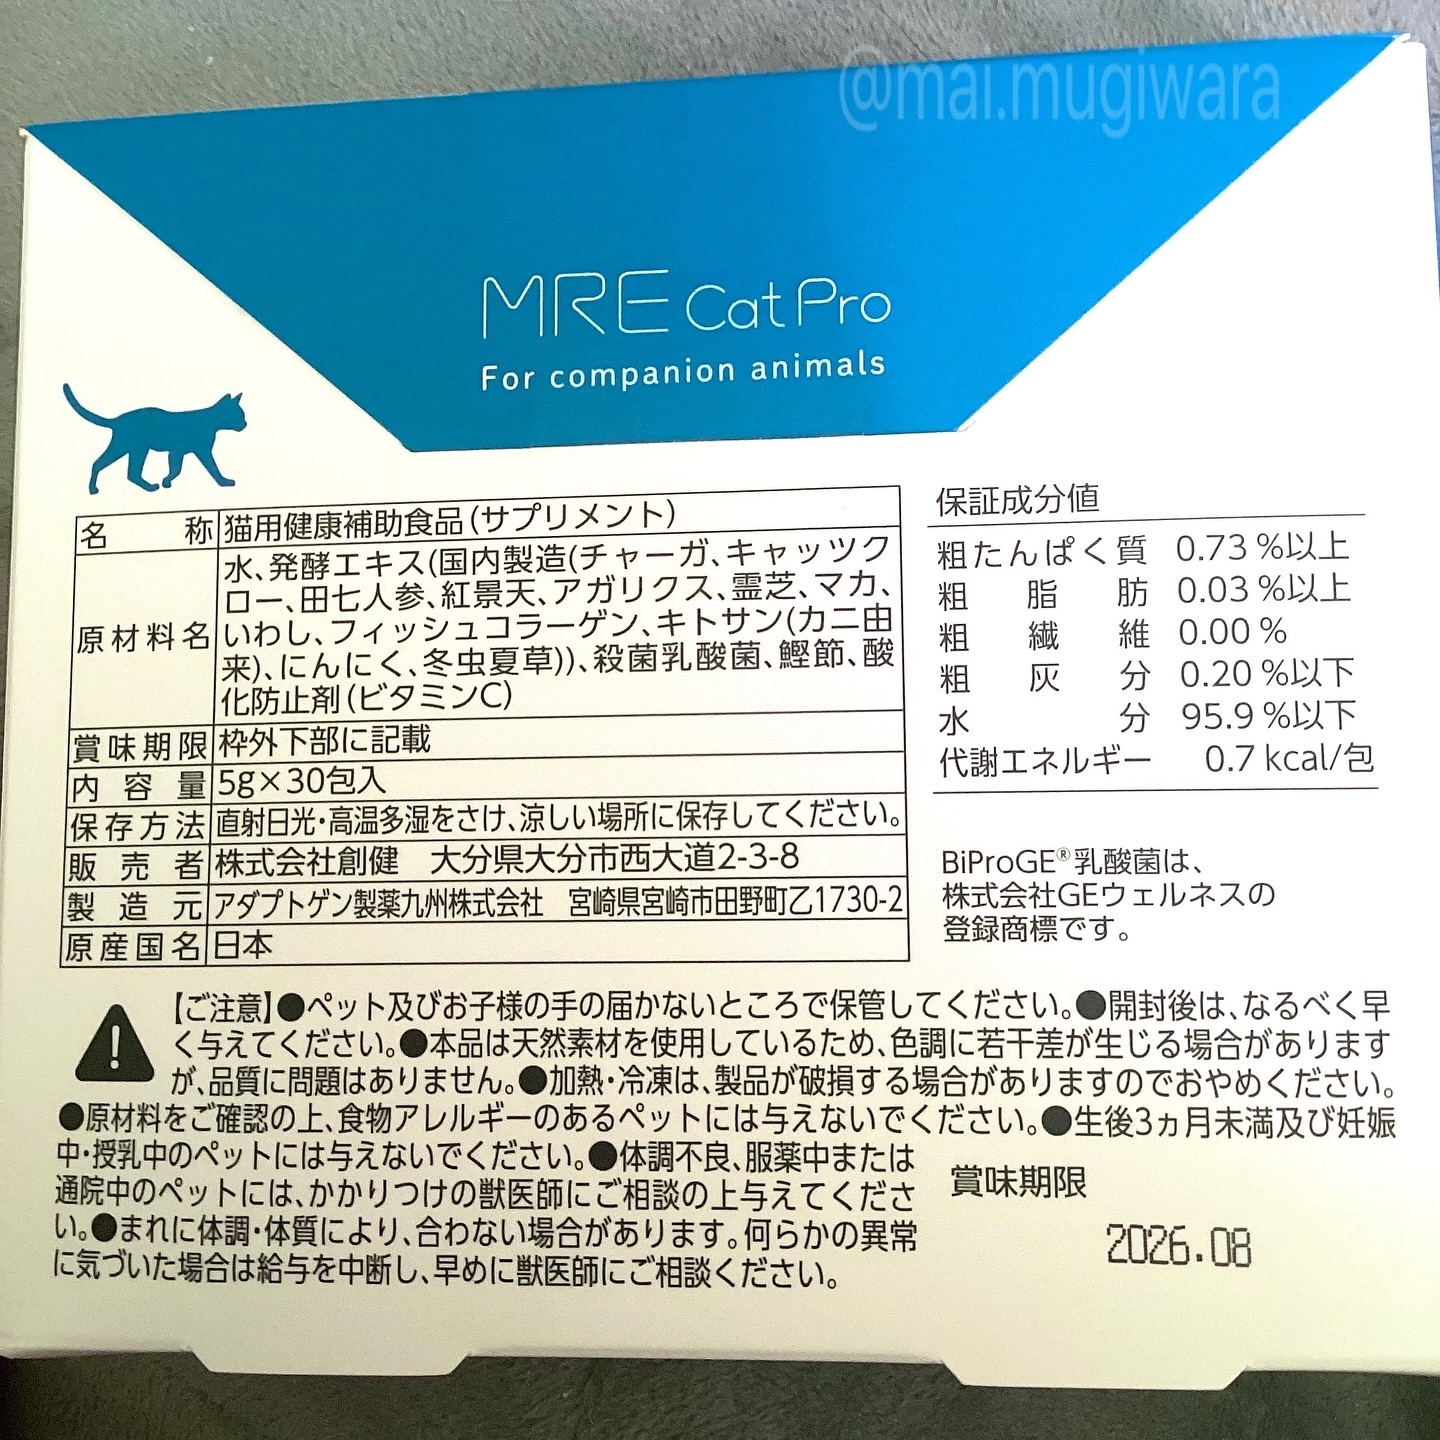 @mai.mugiwara
MRE Cat Pro
For companion animals
名称 猫用健康補助食品(サプリメント)
原材料名 水、発酵エキス(国内製造(チャーガ、キャッツク
ロー、田七人参、紅景天、アガリクス、霊芝、マカ、
いわし、フィッシュコラーゲン、キトサン(カニ由
来)、にんにく、冬虫夏草))、殺菌乳酸菌、鰹節、酸
化防止剤(ビタミンC)
賞味期限 枠外下部に記載
内容量 5g×30包入
保存方法 直射日光・高温多湿をさけ、涼しい場所に保存してください。
販売者 株式会社創健 大分県大分市西大道2-3-8
製造元 アダプトゲン製薬九州株式会社 宮崎県宮崎市田野町乙1730-2
原産国名 日本
保証成分値
粗たんぱく質 0.73%以上
粗脂肪 0.03%以上
粗繊維 0.00%
粗灰分 0.20%以下
水分 95.9%以下
代謝エネルギー 0.7kcal/包
BiProGE®乳酸菌は、
株式会社GEウェルネスの
登録商標です。
【ご注意】●ペット及びお子様の手の届かないところで保管してください。●開封後は、なるべく早
く与えてください。●本品は天然素材を使用しているため、色調に若干差が生じる場合があります
が、品質に問題はありません。●加熱・冷凍は、製品が破損する場合がありますのでおやめください。
●原材料をご確認の上、食物アレルギーのあるペットには与えないでください。●生後3ヵ月未満及び妊娠
中・授乳中のペットには与えないでください。●体調不良、服薬中または
通院中のペットには、かかりつけの獣医師にご相談の上与えてくださ
い。●まれに体調・体質により、合わない場合があります。何らかの異常
に気づいた場合は給与を中断し、早めに獣医師にご相談ください。
賞味期限
2026.08